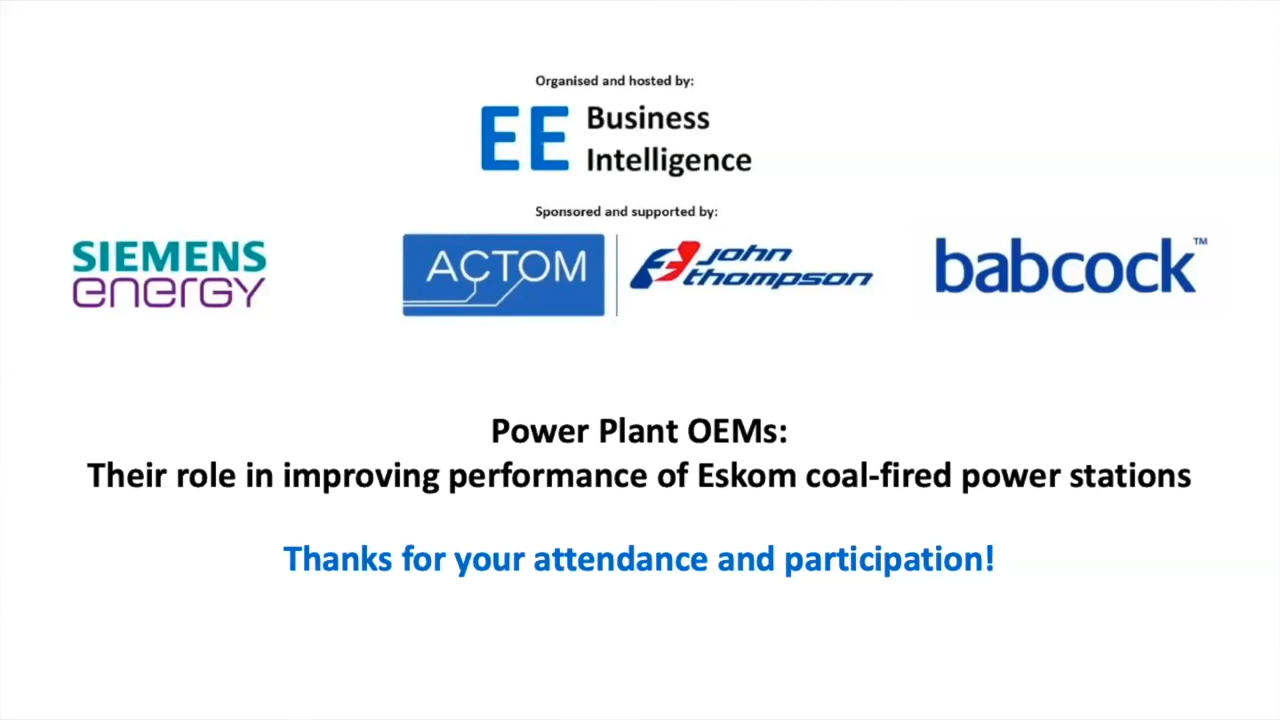 Organised and hosted by:
EE Business
Intelligence
Sponsored and supported by:
SIEMENS
energy
ACTOM
john
thompson
babcock™
Power Plant OEMs:
Their role in improving performance of Eskom coal-fired power stations
Thanks for your attendance and participation!